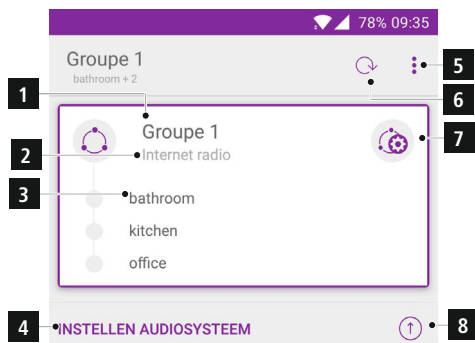 78% 09:35
Groupe 1
bathroom + 2
5
6
1
Groupe 1
7
2
Internet radio
3
bathroom
kitchen
office
4
INSTELLEN AUDIOSYSTEEM
8